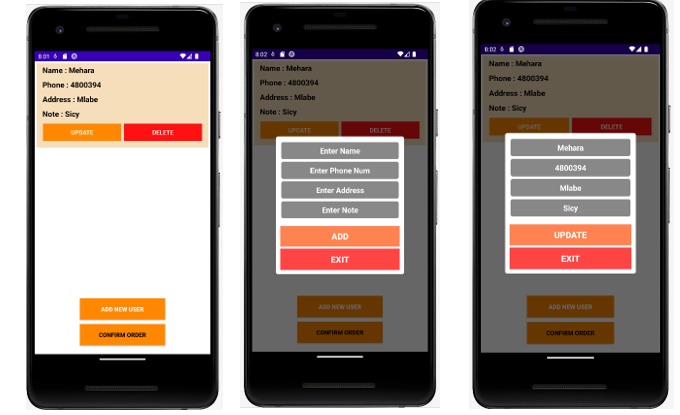 8:01
Name : Mehara
Phone : 4800394
Address : Mlabe
Note : Sicy
UPDATE
DELETE
ADD NEW USER
CONFIRM ORDER
8:02
Name : Mehara
Phone : 4800394
Address : Mlabe
Note : Sicy
UPDATE
DELETE
Enter Name
Enter Phone Num
Enter Address
Enter Note
ADD
EXIT
ADD NEW USER
CONFIRM ORDER
8:02
Name : Mehara
Phone : 4800394
Address : Mlabe
Note : Sicy
UPDATE
DELETE
Mehara
4800394
Mlabe
Sicy
UPDATE
EXIT
ADD NEW USER
CONFIRM ORDER